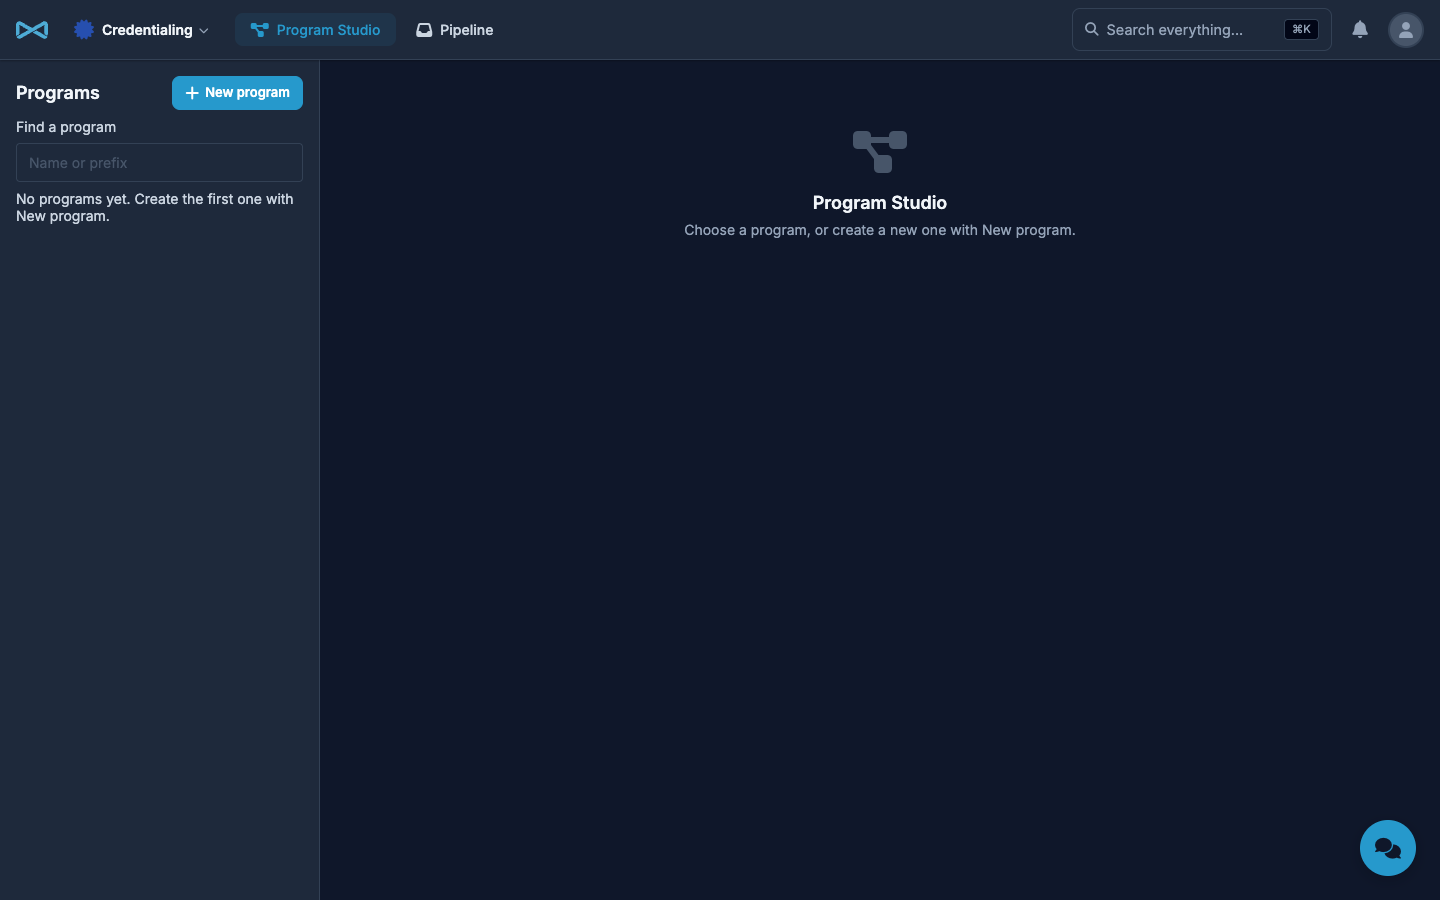 Credentialing
Program Studio
Pipeline
Search everything...
⌘K
Programs
New program
Find a program
Name or prefix
No programs yet. Create the first one with
New program.
Program Studio
Choose a program, or create a new one with New program.